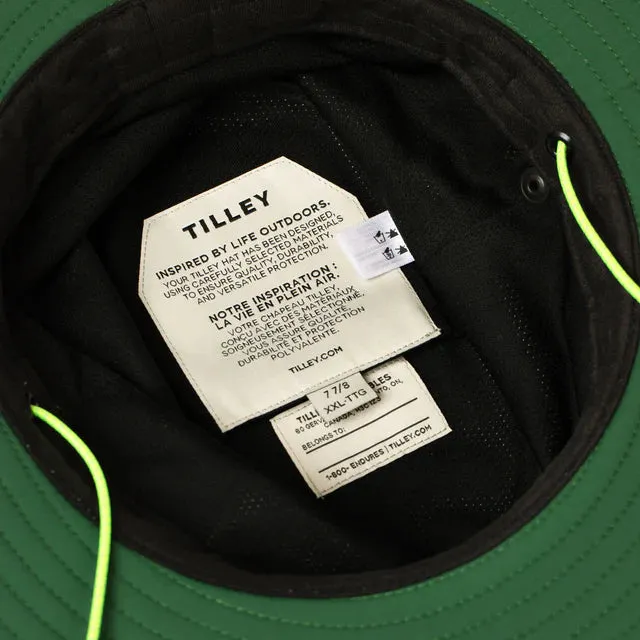 TILLEY
INSPIRED BY LIFE OUTDOORS.
YOUR TILLEY, HAT HAS BEEN DESIGNED,
USING CAREFULLY SELECTED MATERIALS
TO ENSURE QUALITY, DURABILITY,
AND VERSATILE PROTECTION.
NOTRE INSPIRATION :
LA VIE EN PLEIN AIR.
VOTRE CHAPEAU TILLEY,
CONÇU AVEC DES MATÉRIAUX
SOIGNEUSEMENT SÉLECTIONNÉ,
VOUS ASSURE QUALITÉ,
DURABILITÉ ET PROTECTION
POLYVALENTE.
TILLEY.COM
7 7/8
XXL-TTG
BELONGS TO:
1-800- ENDURES / TILLEY.COM